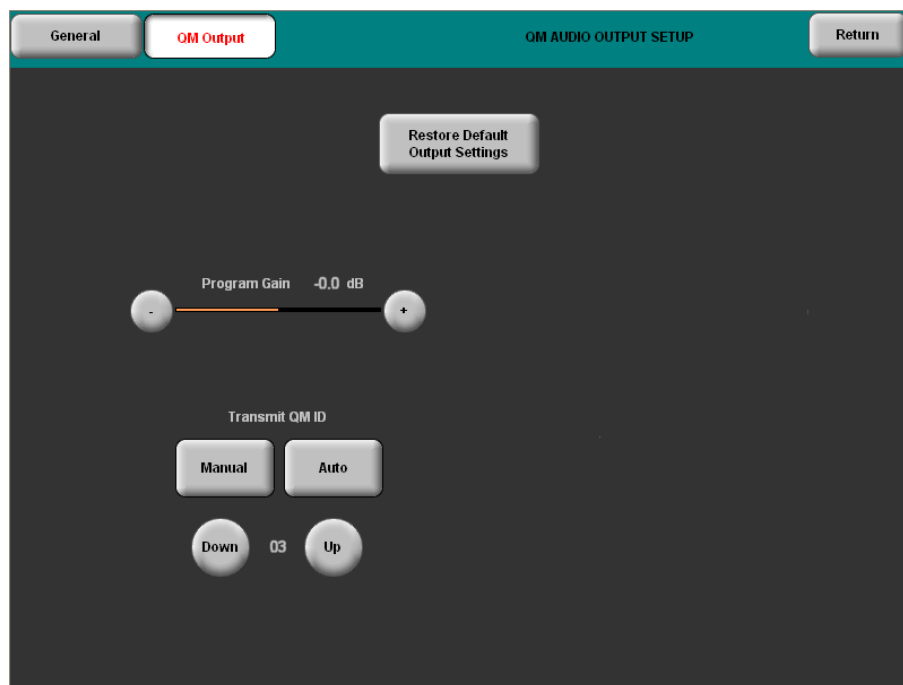 General
QM Output
QM AUDIO OUTPUT SETUP
Return
Restore Default
Output Settings
Program Gain -0.0 dB
-
+
Transmit QM ID
Manual
Auto
Down
03
Up